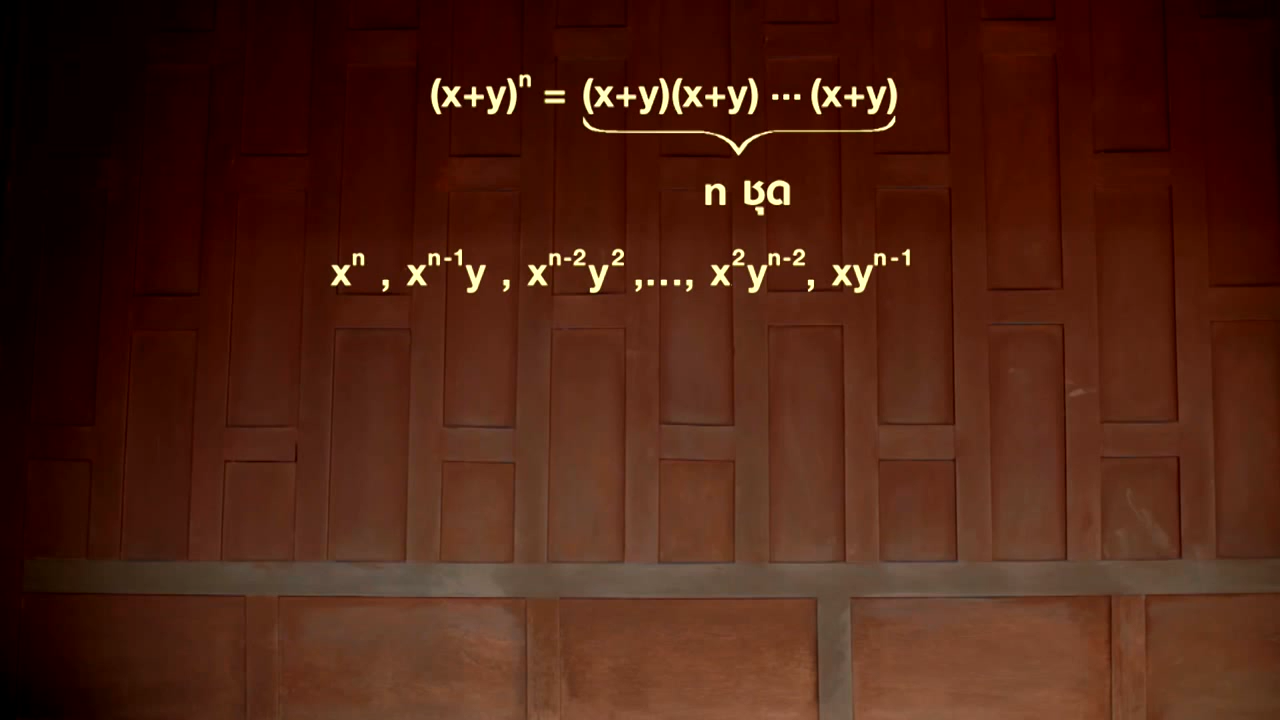 (x+y)ⁿ = (x+y)(x+y) ··· (x+y)
n ชุด
xⁿ , xⁿ⁻¹y , xⁿ⁻²y² ,..., x²yⁿ⁻², xyⁿ⁻¹